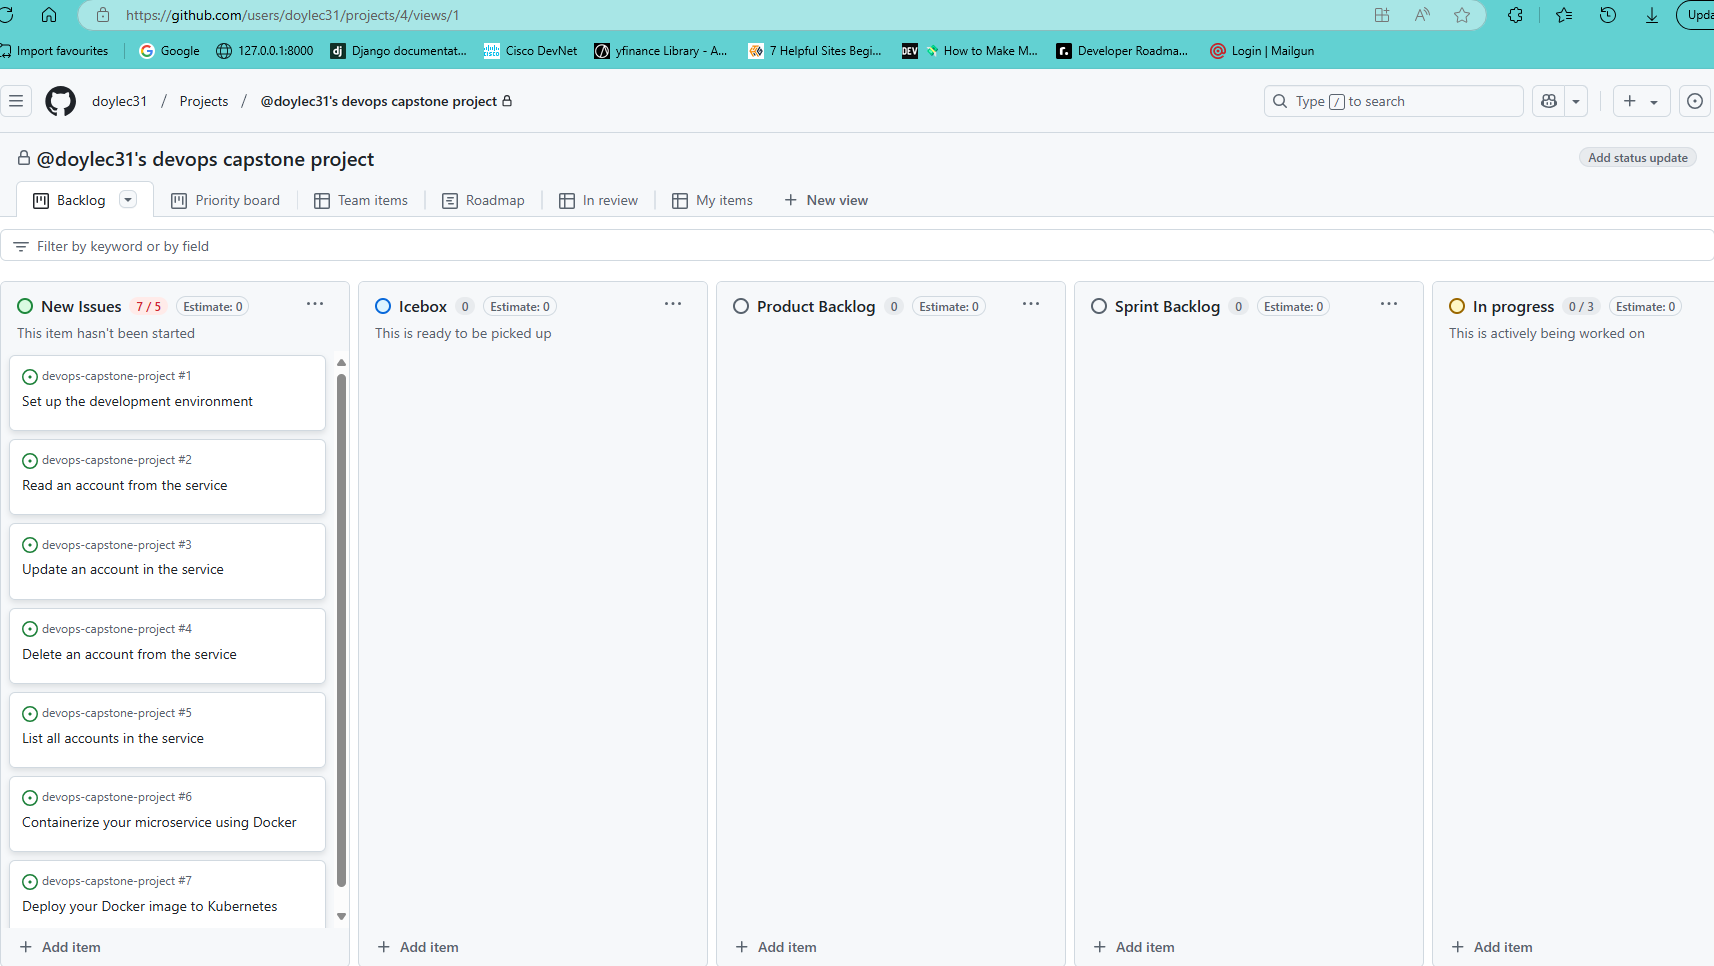 https://github.com/users/doylec31/projects/4/views/1
Import favourites
Google
127.0.0.1:8000
Django documentat...
Cisco DevNet
yfinance Library - A...
7 Helpful Sites Begi...
DEV
How to Make M...
Developer Roadma...
Login | Mailgun
doylec31 / Projects / @doylec31's devops capstone project
Type / to search
@doylec31's devops capstone project
Add status update
Backlog
Priority board
Team items
Roadmap
In review
My items
New view
Filter by keyword or by field
New Issues 7 / 5 Estimate: 0
This item hasn't been started
devops-capstone-project #1
Set up the development environment
devops-capstone-project #2
Read an account from the service
devops-capstone-project #3
Update an account in the service
devops-capstone-project #4
Delete an account from the service
devops-capstone-project #5
List all accounts in the service
devops-capstone-project #6
Containerize your microservice using Docker
devops-capstone-project #7
Deploy your Docker image to Kubernetes
+ Add item
Icebox 0 Estimate: 0
This is ready to be picked up
+ Add item
Product Backlog 0 Estimate: 0
+ Add item
Sprint Backlog 0 Estimate: 0
+ Add item
In progress 0 / 3 Estimate: 0
This is actively being worked on
+ Add item